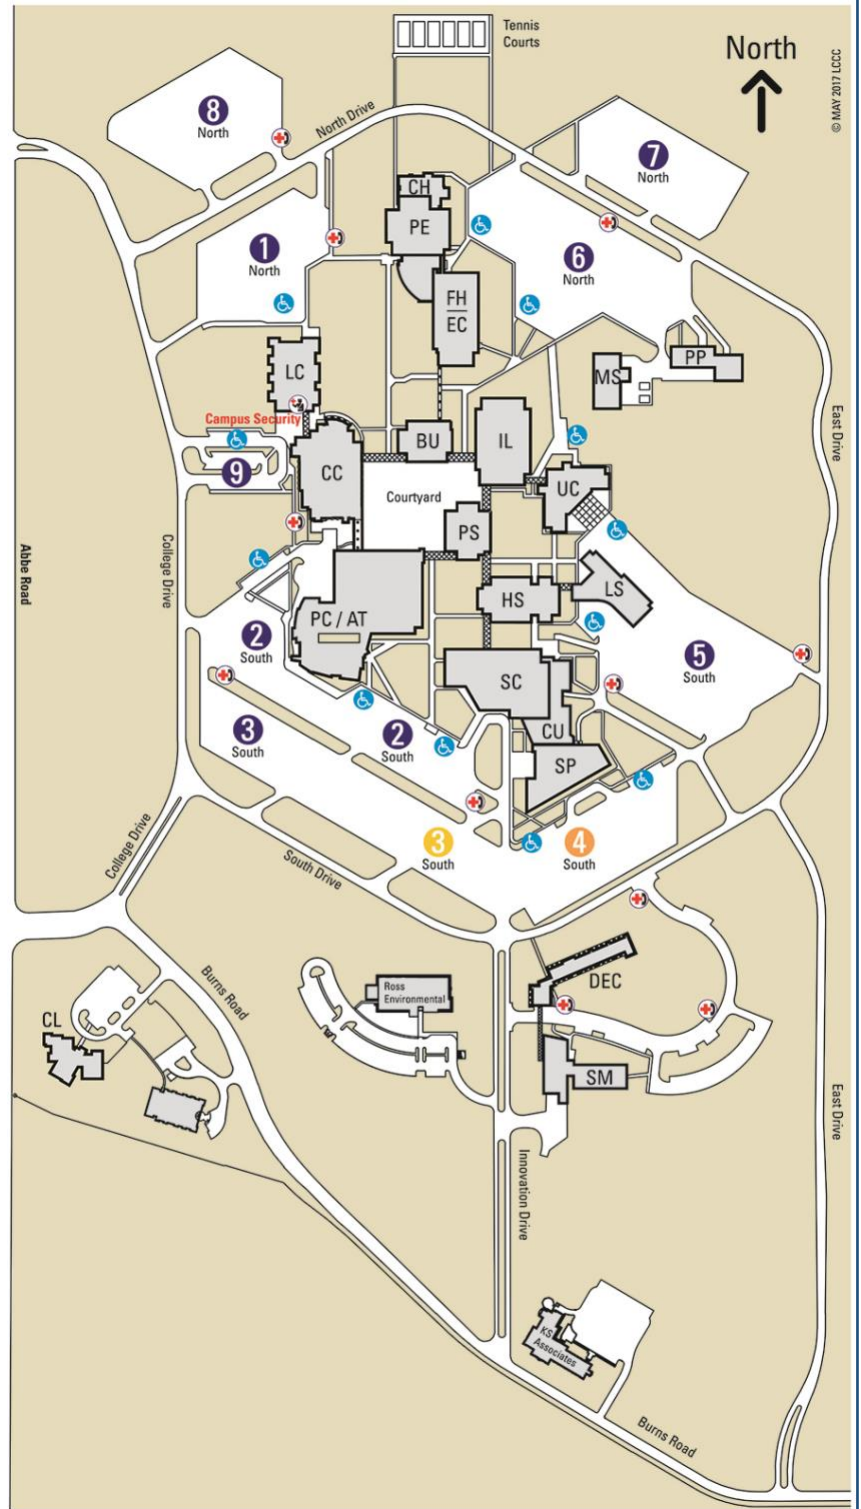 Tennis
Courts
North
© MAY 2017 LCCC
8
North
North Drive
7
North
CH
PE
1
North
6
North
FH
EC
LC
MS
PP
Campus Security
East Drive
BU
IL
9
CC
UC
Courtyard
PS
Abbe Road
College Drive
LS
HS
PC / AT
2
South
5
South
SC
3
South
2
South
CU
SP
3
South
4
South
College Drive
South Drive
Burns Road
Ross
Environmental
DEC
CL
SM
East Drive
Innovation Drive
KS
Associates
Burns Road